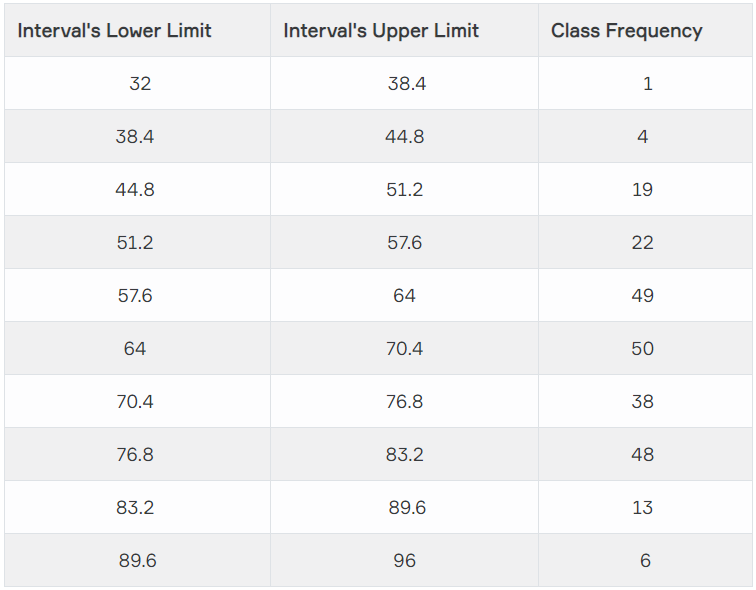 Interval's Lower Limit Interval's Upper Limit Class Frequency
32 38.4 1
38.4 44.8 4
44.8 51.2 19
51.2 57.6 22
57.6 64 49
64 70.4 50
70.4 76.8 38
76.8 83.2 48
83.2 89.6 13
89.6 96 6